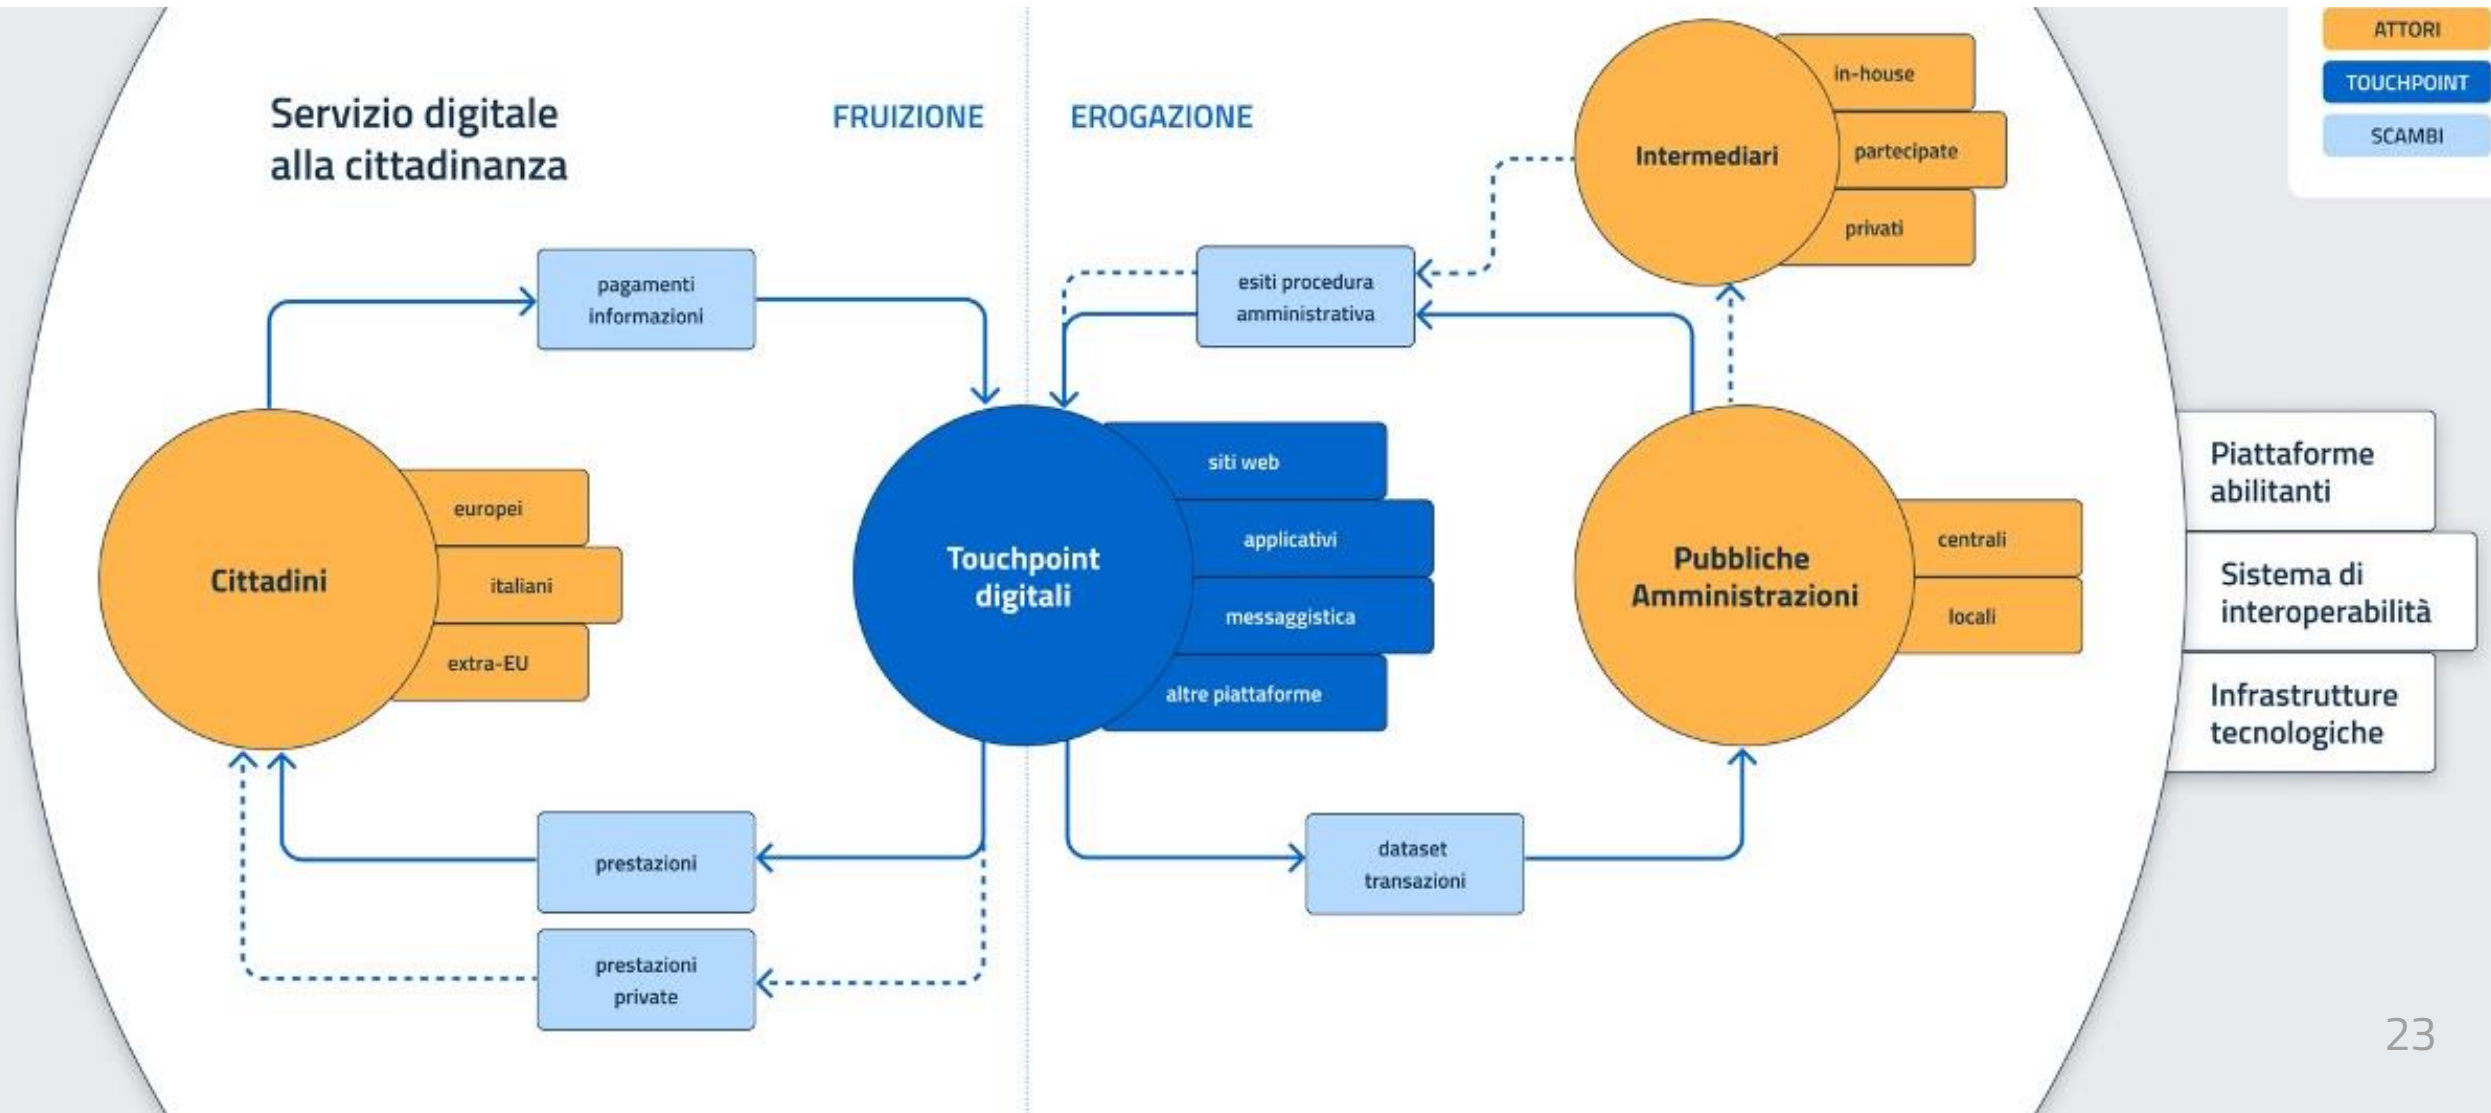 Servizio digitale
alla cittadinanza
FRUIZIONE
EROGAZIONE
ATTORI
TOUCHPOINT
SCAMBI
Intermediari
in-house
partecipate
privati
pagamenti
informazioni
esiti procedura
amministrativa
Cittadini
europei
italiani
extra-EU
Touchpoint
digitali
siti web
applicativi
messaggistica
altre piattaforme
Pubbliche
Amministrazioni
centrali
locali
Piattaforme
abilitanti
Sistema di
interoperabilità
Infrastrutture
tecnologiche
prestazioni
dataset
transazioni
prestazioni
private
23